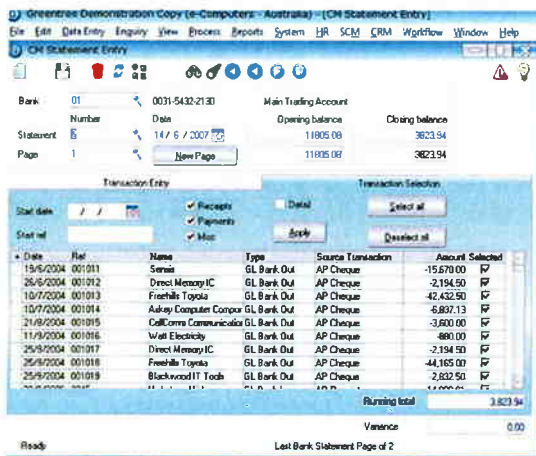 Greentree Demonstration Copy (e-Computers - Australia) - [CM Statement Entry]
File Edit Data Entry Enquiry View Process Reports System HR SCM CRM Workflow Window Help
CM Statement Entry
Bank 01 0031-5432-2130 Main Trading Account
Number Date Opening balance Closing balance
Statement 14/ 6 / 2007 11805.08 3823.94
Page 1 New Page 11805.08 3823.94
Transaction Entry Transaction Selection
Start date / / Receipts Detail Select all
Payments
Start ref Misc Apply Deselect all
Date Ref Name Type Source Transaction Amount Selected
19/6/2004 001011 Sensis GL Bank Out AP Cheque -15,670.00
26/6/2004 001012 Direct Memory IC GL Bank Out AP Cheque -2,194.50
10/7/2004 001013 Freehills Toyota GL Bank Out AP Cheque -42,432.50
10/7/2004 001014 Askey Computer Compur GL Bank Out AP Cheque -6,837.13
21/8/2004 001015 CellComms Communication GL Bank Out AP Cheque -3,600.00
11/9/2004 001016 Watt Electricity GL Bank Out AP Cheque -880.00
25/9/2004 001017 Direct Memory IC GL Bank Out AP Cheque -2,194.50
25/9/2004 001018 Freehills Toyota GL Bank Out AP Cheque -44,165.00
25/9/2004 001019 Blackwood IT Tools GL Bank Out AP Cheque -2,832.50
Running total 3,823.94
Variance 0.00
Ready Last Bank Statement Page of 2